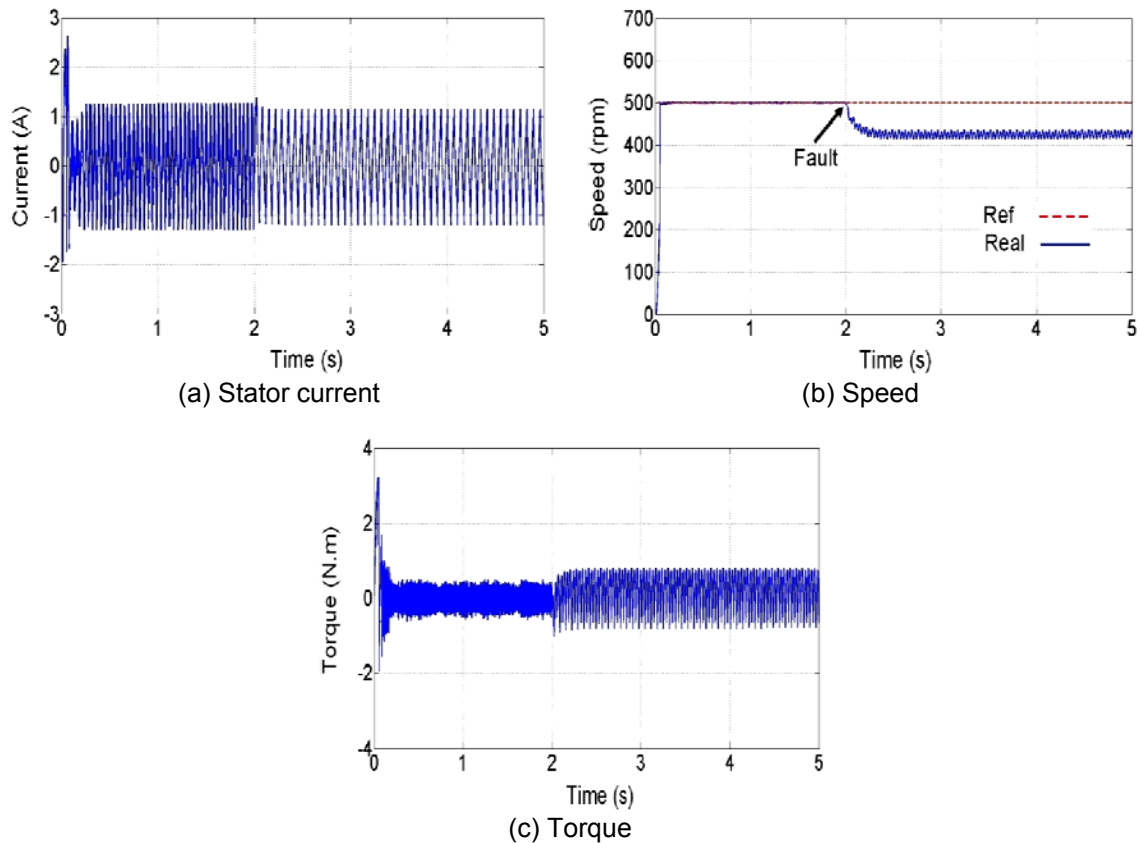 3
2
1
0
-1
-2
-3
Current (A)
0 1 2 3 4 5
Time (s)
(a) Stator current
700
600
500
400
300
200
100
0
Speed (rpm)
Fault
Ref
Real
0 1 2 3 4 5
Time (s)
(b) Speed
4
2
0
-2
-4
Torque (N.m)
0 1 2 3 4 5
Time (s)
(c) Torque